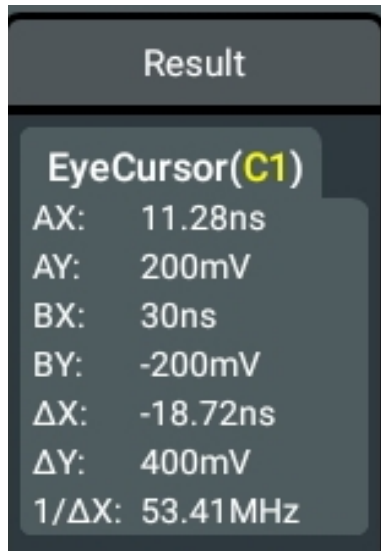 Result
EyeCursor(C1)
AX: 11.28ns
AY: 200mV
BX: 30ns
BY: -200mV
ΔX: -18.72ns
ΔY: 400mV
1/ΔX: 53.41MHz